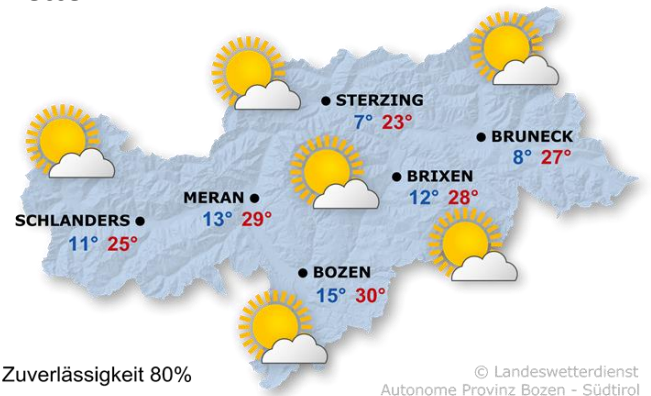 STERZING
7° 23°
BRUNECK
8° 27°
BRIXEN
12° 28°
MERAN
13° 29°
SCHLANDERS
11° 25°
BOZEN
15° 30°
Zuverlässigkeit 80%
© Landeswetterdienst
Autonome Provinz Bozen - Südtirol